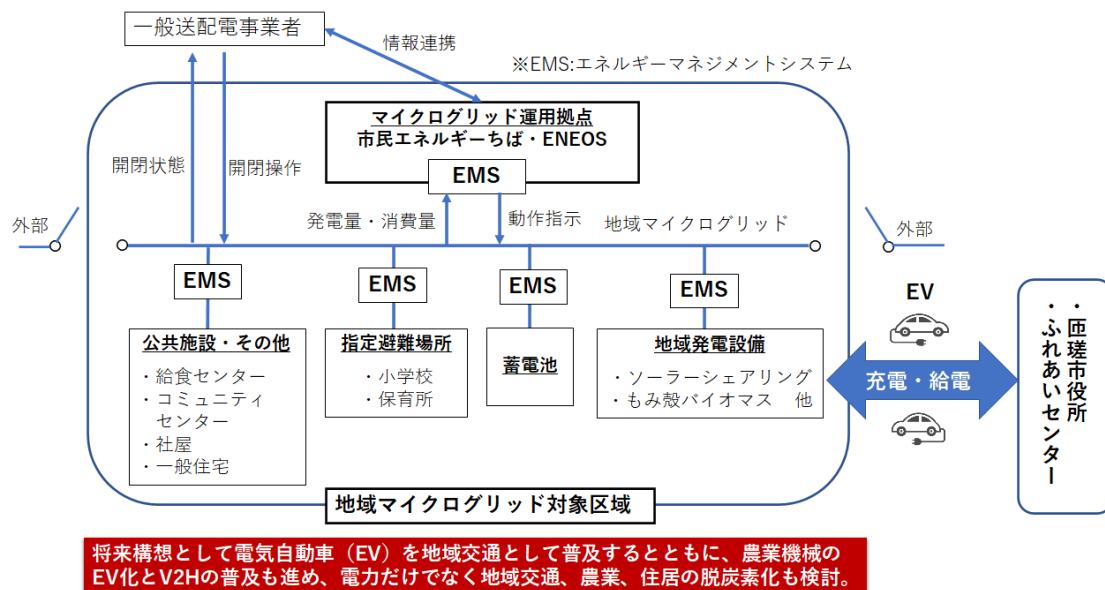 一般送配電事業者
情報連携
※EMS:エネルギーマネジメントシステム
マイクログリッド運用拠点
市民エネルギーちば・ENEOS
EMS
開閉状態
開閉操作
発電量・消費量
動作指示
地域マイクログリッド
外部
外部
EMS
EMS
EMS
EMS
公共施設・その他
・給食センター
・コミュニティ
センター
・社屋
・一般住宅
指定避難場所
・小学校
・保育所
蓄電池
地域発電設備
・ソーラーシェアリング
・もみ殻バイオマス 他
EV
充電・給電
・匝瑳市役所
・ふれあいセンター
地域マイクログリッド対象区域
将来構想として電気自動車(EV)を地域交通として普及するとともに、農業機械の
EV化とV2Hの普及も進め、電力だけでなく地域交通、農業、住居の脱炭素化も検討。